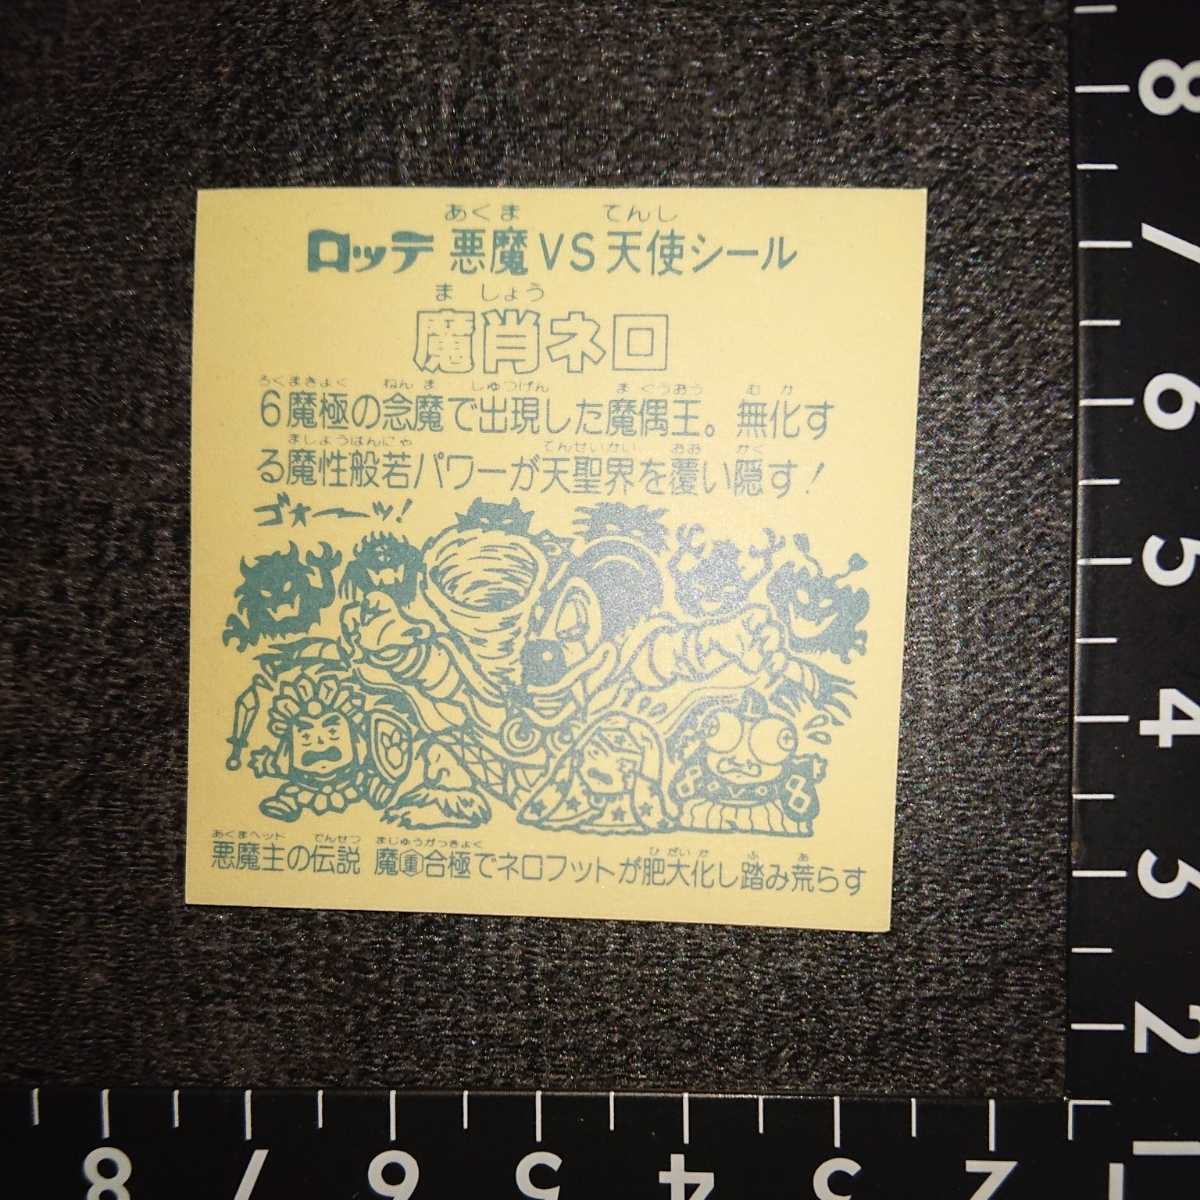 あくま てんし
ロッテ 悪魔VS天使シール
ま しょう
魔肖ネロ
ろくまきょく ねん ま しゅつげん ま ぐうおう む か
6魔極の念魔で出現した魔偶王。無化す
ましょうはんにゃ てんせいかい おお かく
る魔性般若パワーが天聖界を覆い隠す!
ゴォーーッ!
あくまヘッド でんせつ まじゅうがっきょく ひだいか ふ あ
悪魔主の伝説 魔重合極でネロフットが肥大化し踏み荒らす
8
7
6
5
4
3
2
1
8 7 6 5 4 3 2 1